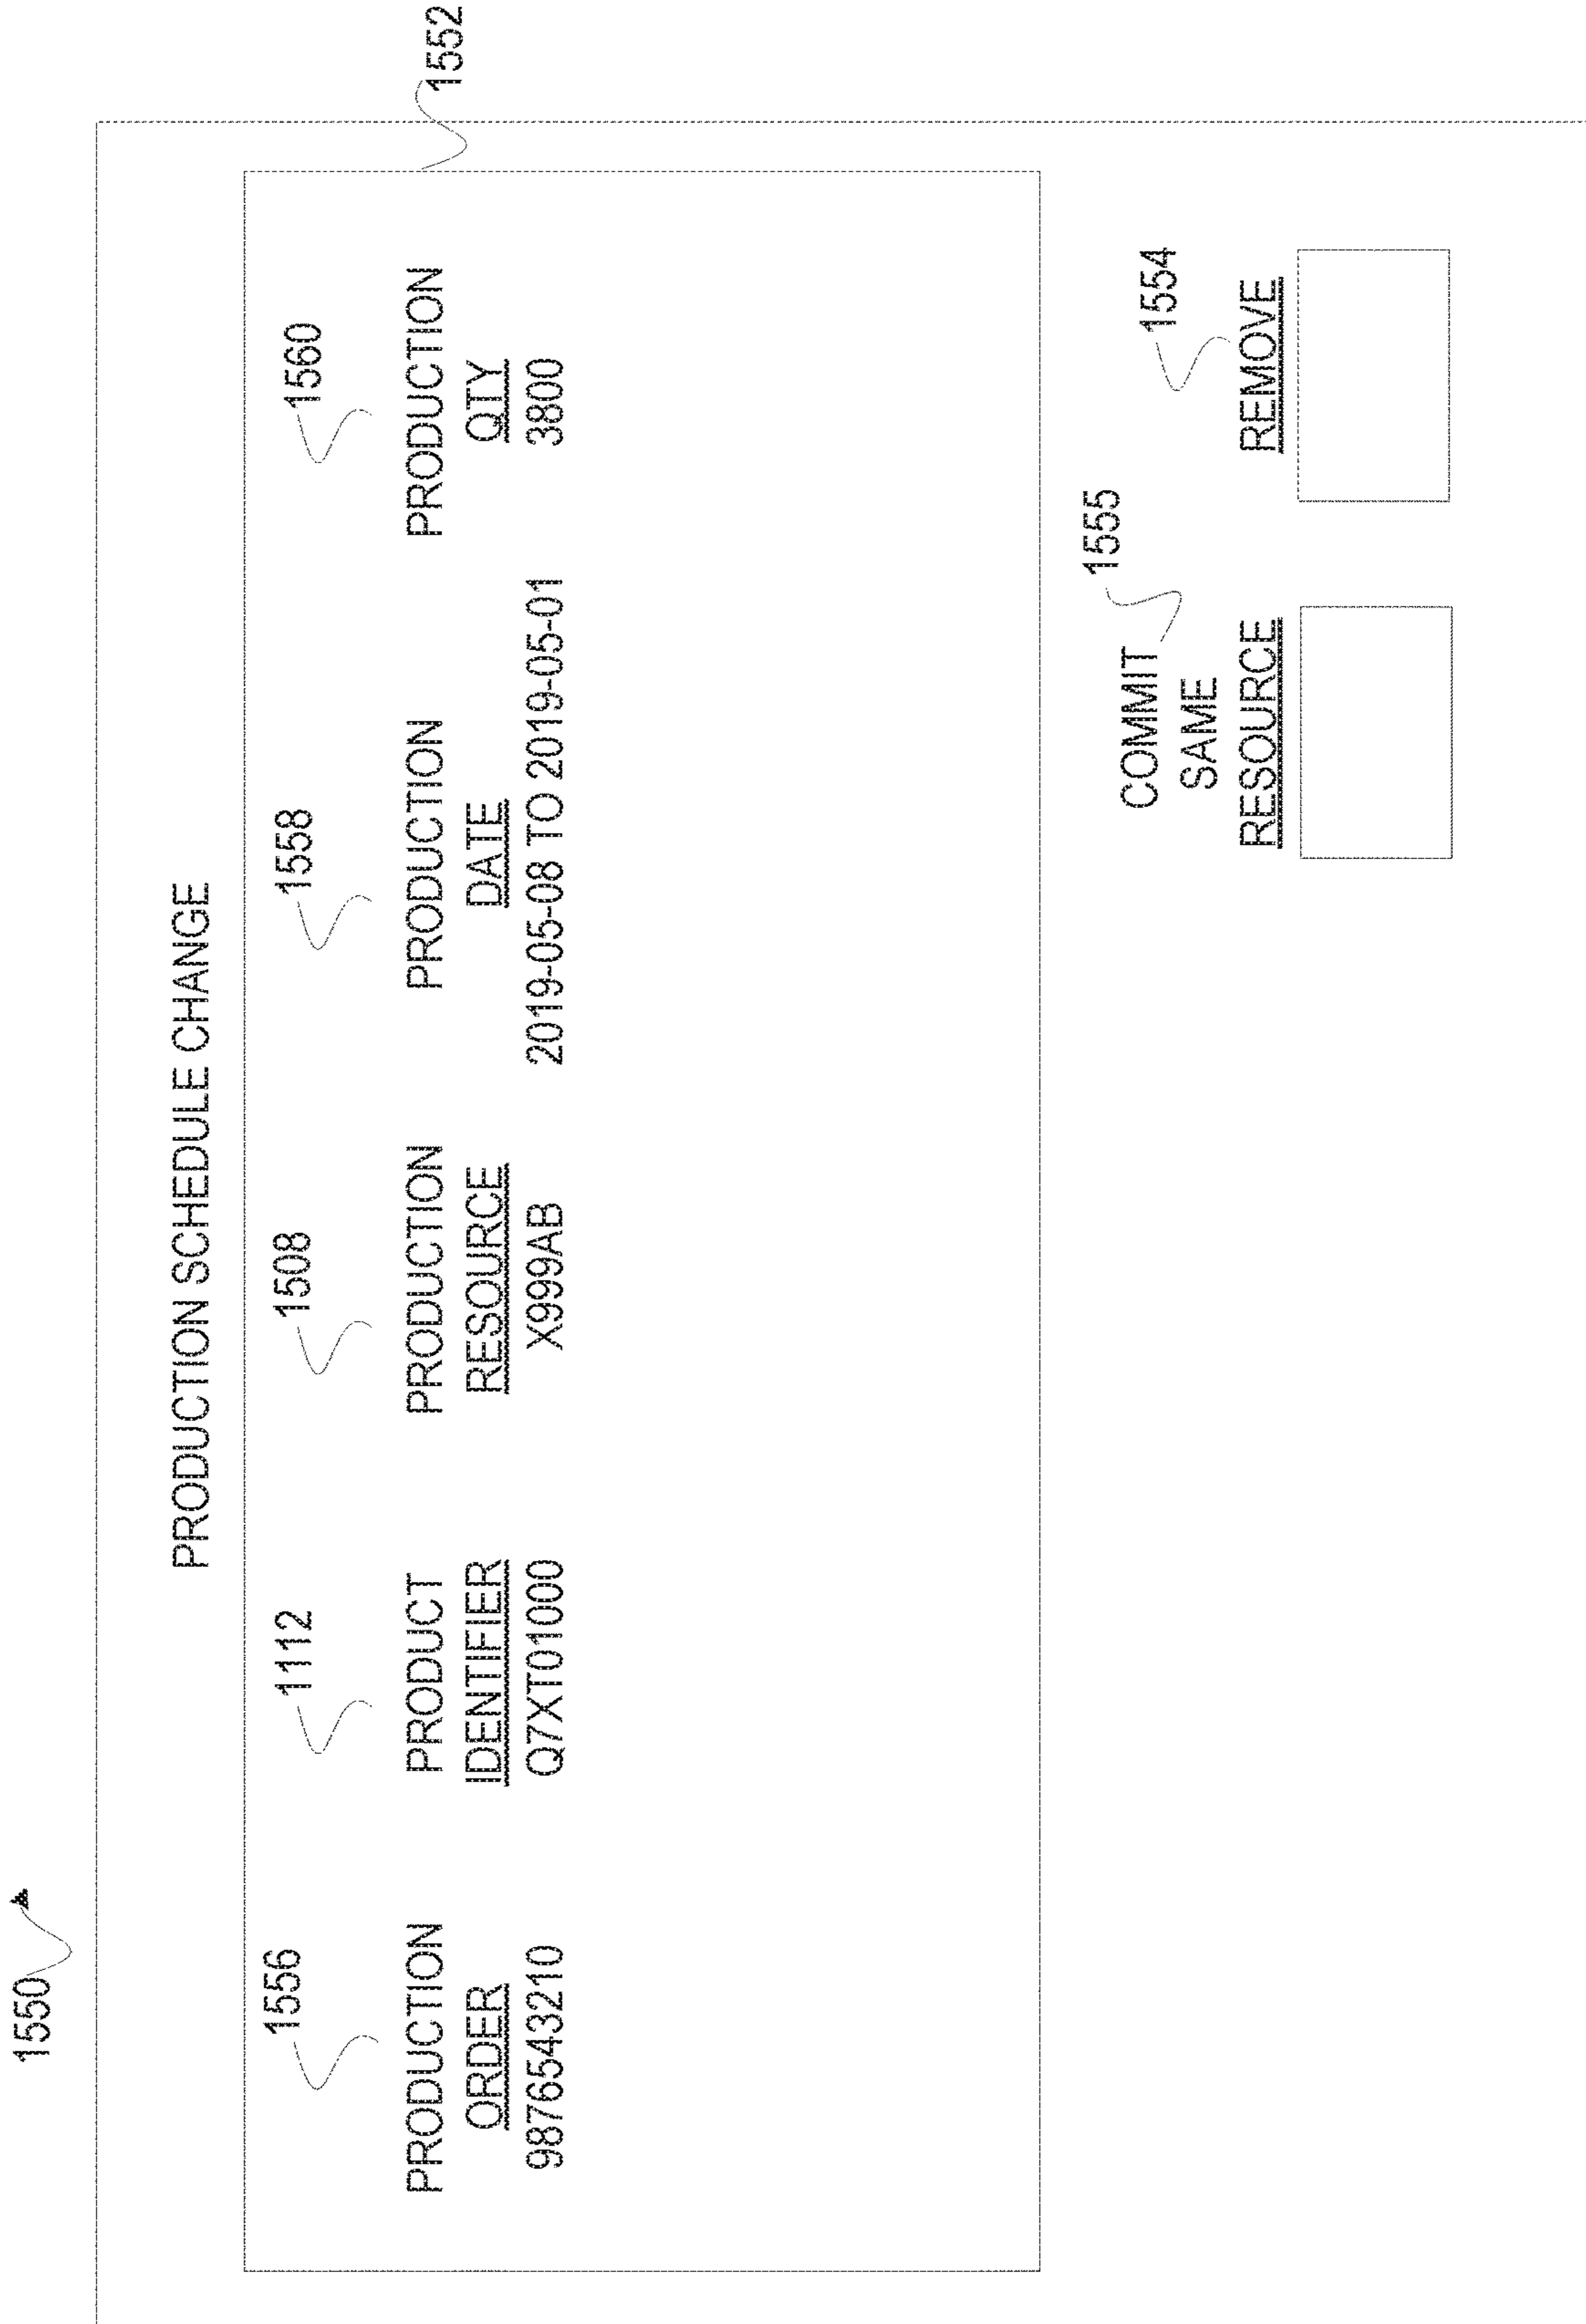 1550
PRODUCTION SCHEDULE CHANGE
1552
1556
1112
1508
1558
1560
PRODUCTION
ORDER
9876543210
PRODUCT
IDENTIFIER
Q7XT01000
PRODUCTION
RESOURCE
X999AB
PRODUCTION
DATE
2019-05-08 TO 2019-05-01
PRODUCTION
QTY
3800
1555
COMMIT
SAME
RESOURCE
1554
REMOVE